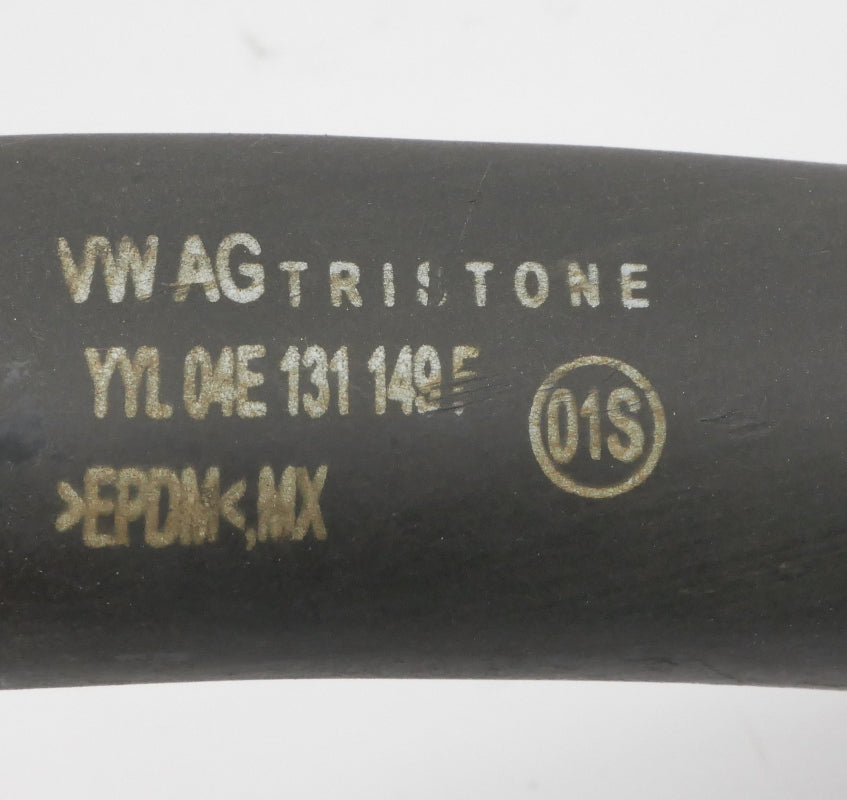 VW AG TRISTONE
YYL 04E 131 149 F
01S
>EPDM<,MX